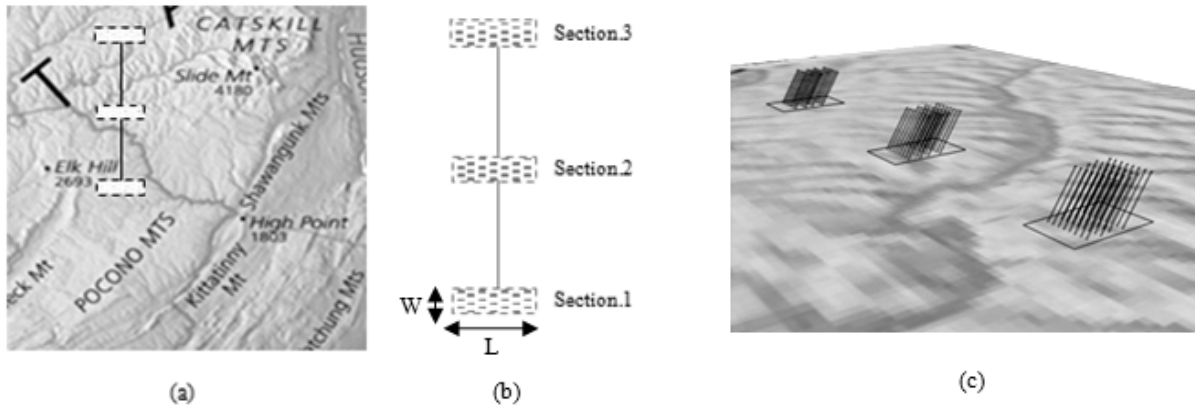 CATSKILL
MTS
Slide Mt
4180
Elk Hill
2693
Shawangunk Mts
High Point
1803
POCONO MTS
Kittatinny
Mt
eck Mt
tchung Mts
(a)
Section.3
Section.2
Section.1
W
L
(b)
(c)